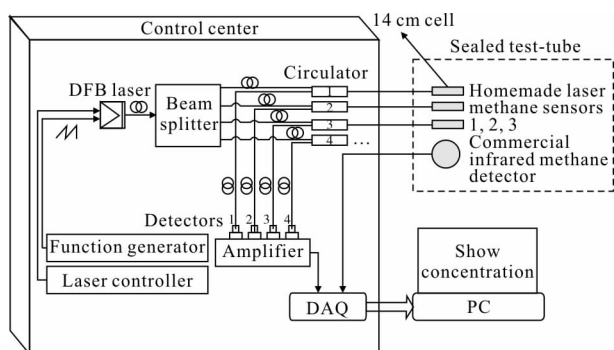 Control center
14 cm cell
Sealed test-tube
DFB laser
Beam
splitter
Circulator
1
2
3
4
...
Homemade laser
methane sensors
1, 2, 3
Commercial
infrared methane
detector
Detectors 1 2 3 4
Function generator
Laser controller
Amplifier
DAQ
Show
concentration
PC